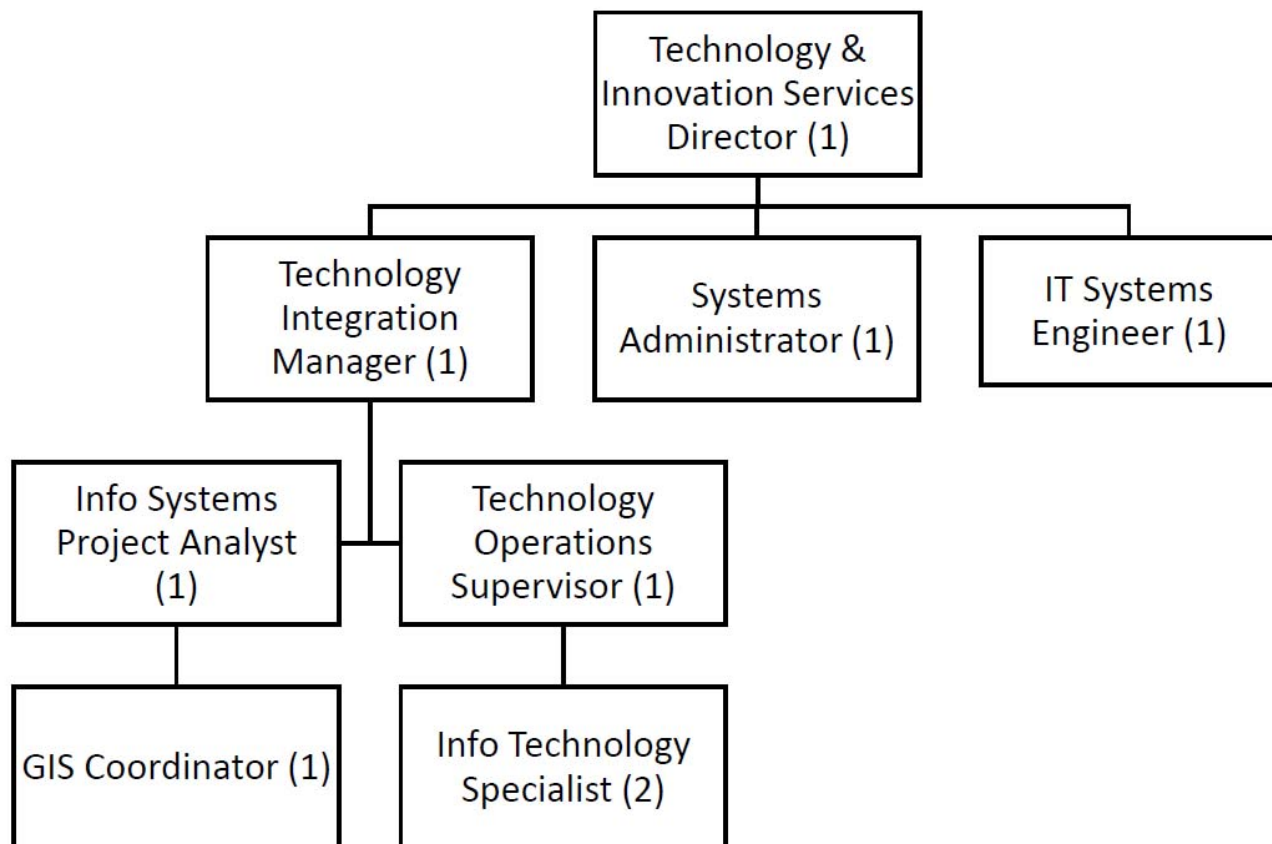 Technology &
Innovation Services
Director (1)
Technology
Integration
Manager (1)
Systems
Administrator (1)
IT Systems
Engineer (1)
Info Systems
Project Analyst
(1)
Technology
Operations
Supervisor (1)
GIS Coordinator (1)
Info Technology
Specialist (2)